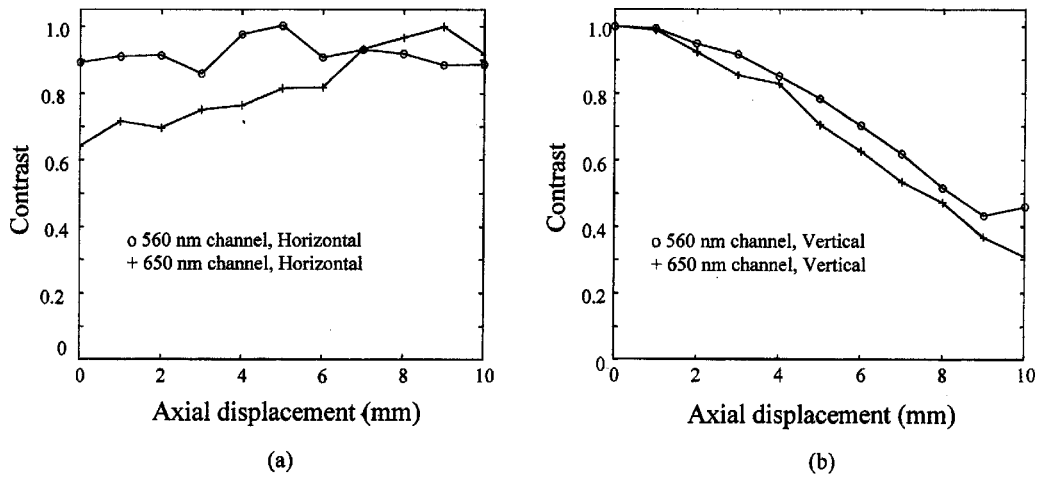 1.0
0.8
0.6
0.4
0.2
0
Contrast
o 560 nm channel, Horizontal
+ 650 nm channel, Horizontal
0 2 4 6 8 10
Axial displacement (mm)
(a)
1.0
0.8
0.6
0.4
0.2
0
Contrast
o 560 nm channel, Vertical
+ 650 nm channel, Vertical
0 2 4 6 8 10
Axial displacement (mm)
(b)